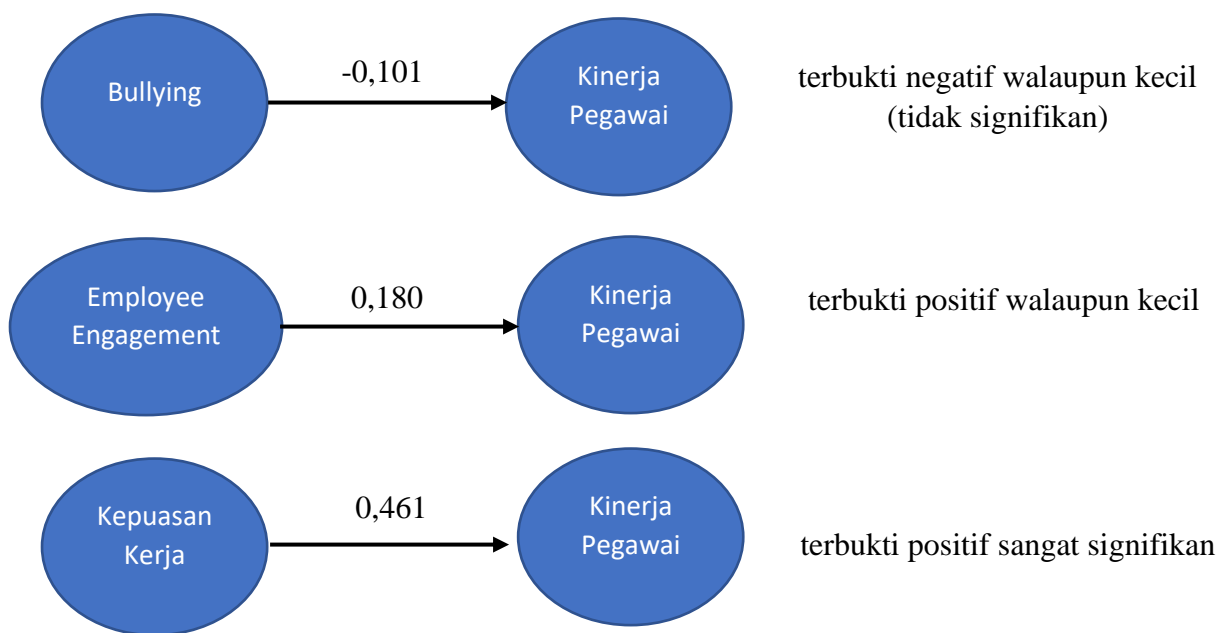 Bullying
-0,101
Kinerja
Pegawai
terbukti negatif walaupun kecil
(tidak signifikan)
Employee
Engagement
0,180
Kinerja
Pegawai
terbukti positif walaupun kecil
Kepuasan
Kerja
0,461
Kinerja
Pegawai
terbukti positif sangat signifikan